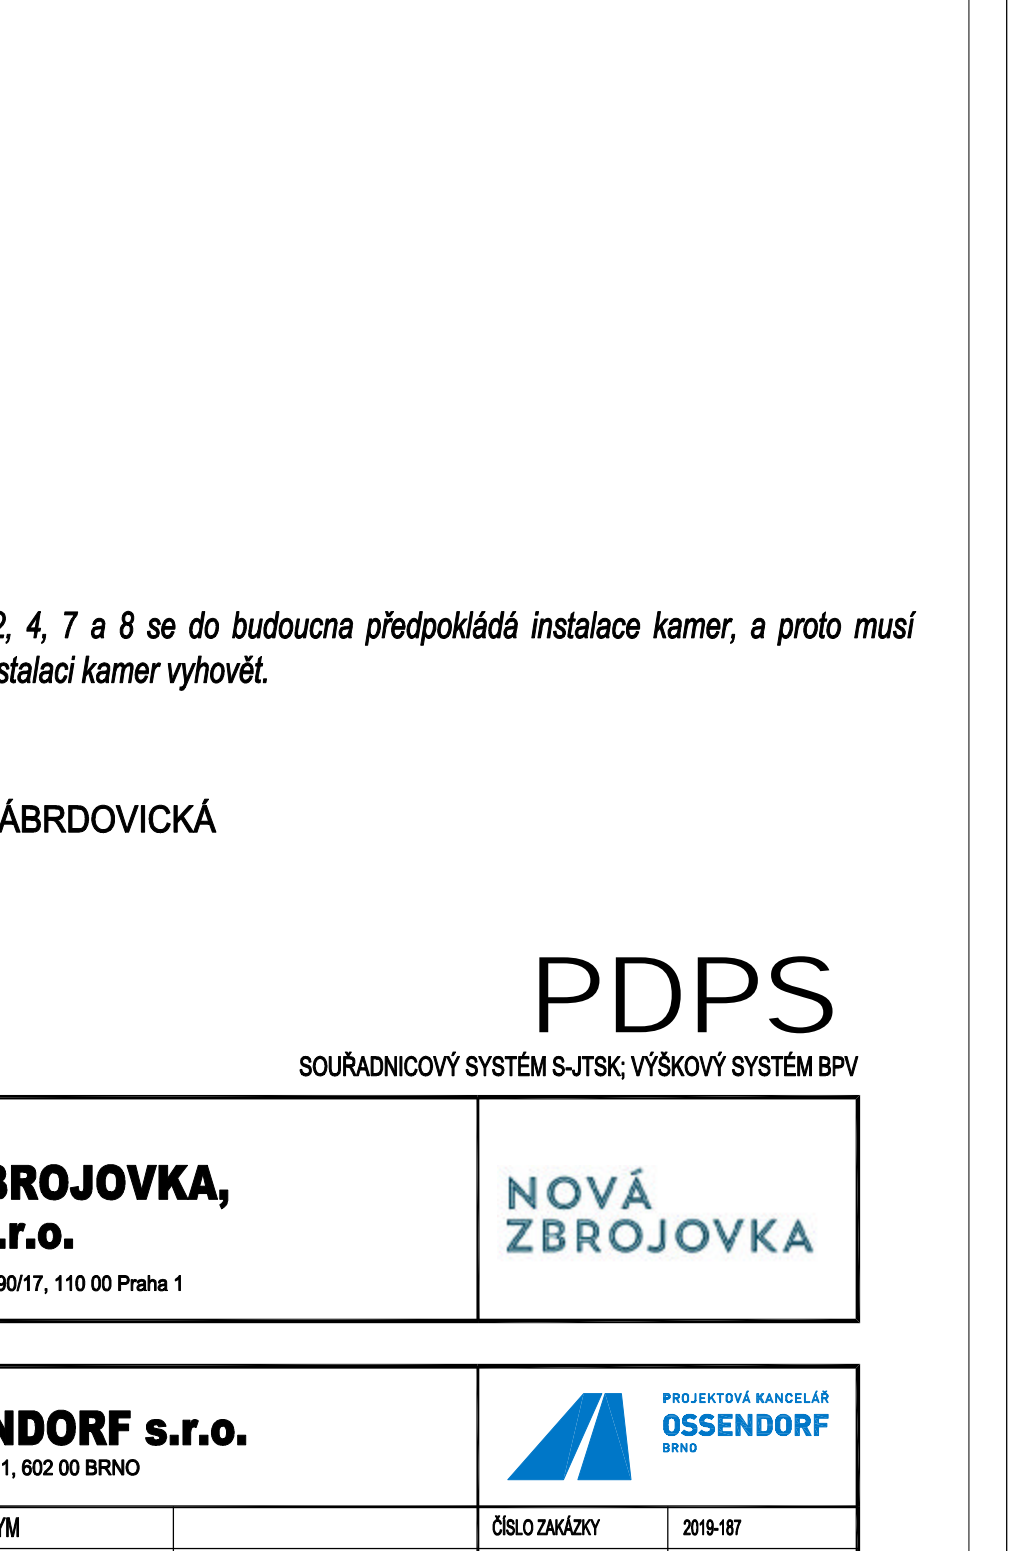 2, 4, 7 a 8 se do budoucna předpokládá instalace kamer, a proto musí
stalaci kamer vyhovět.
ÁBRDOVICKÁ
PDPS
SOUŘADNICOVÝ SYSTÉM S-JTSK; VÝŠKOVÝ SYSTÉM BPV
BROJOVKA,
.r.o.
90/17, 110 00 Praha 1
NOVÁ
ZBROJOVKA
NDORF s.r.o.
1, 602 00 BRNO
PROJEKTOVÁ KANCELÁŘ
OSSENDORF
BRNO
YM
ČÍSLO ZAKÁZKY 2019-187